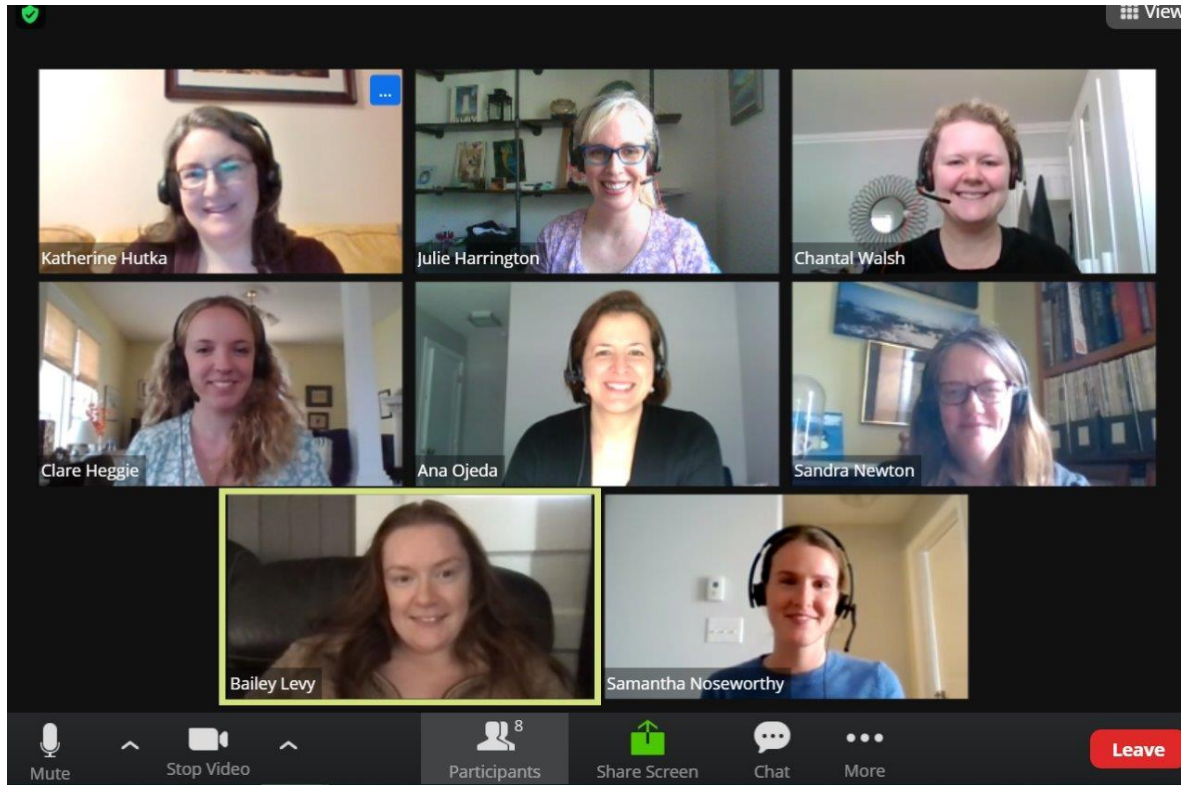 View
...
Katherine Hutka
Julie Harrington
Chantal Walsh
Clare Heggie
Ana Ojeda
Sandra Newton
Bailey Levy
Samantha Noseworthy
8
Mute
Stop Video
Participants
Share Screen
Chat
More
Leave